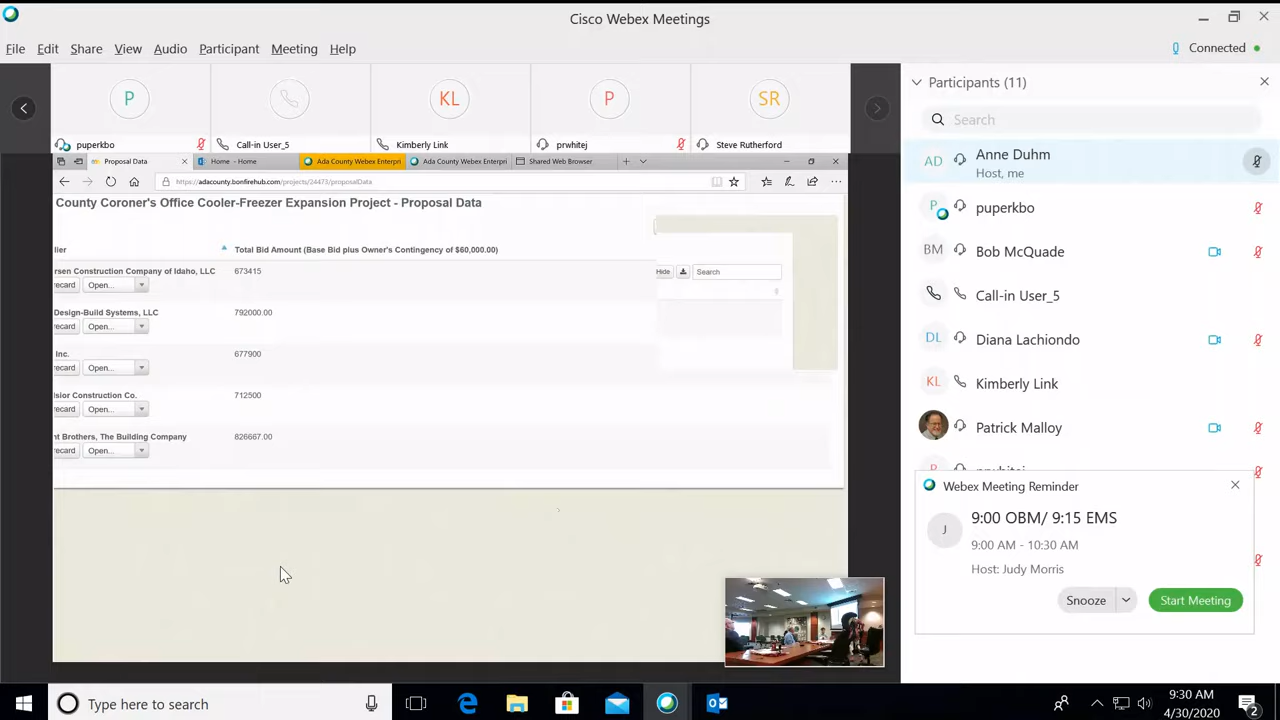 Cisco Webex Meetings
File Edit Share View Audio Participant Meeting Help
Connected
P
KL
P
SR
puperkbo
Call-in User_5
Kimberly Link
prwhitej
Steve Rutherford
Proposal Data
Home - Home
Ada County Webex Enterpri
Ada County Webex Enterpri
Shared Web Browser
https://adacounty.bonfirehub.com/projects/24473/proposalData
County Coroner's Office Cooler-Freezer Expansion Project - Proposal Data
lier
Total Bid Amount (Base Bid plus Owner's Contingency of $60,000.00)
Hide
Search
rsen Construction Company of Idaho, LLC 673415
ecard Open...
Design-Build Systems, LLC 792000.00
ecard Open...
Inc. 677900
ecard Open...
lsior Construction Co. 712500
ecard Open...
nt Brothers, The Building Company 826667.00
ecard Open...
Participants (11)
Search
AD Anne Duhm
Host, me
P puperkbo
BM Bob McQuade
Call-in User_5
DL Diana Lachiondo
KL Kimberly Link
Patrick Malloy
prwhitej
Webex Meeting Reminder
J
9:00 OBM/ 9:15 EMS
9:00 AM - 10:30 AM
Host: Judy Morris
Snooze
Start Meeting
Type here to search
9:30 AM
4/30/2020
2